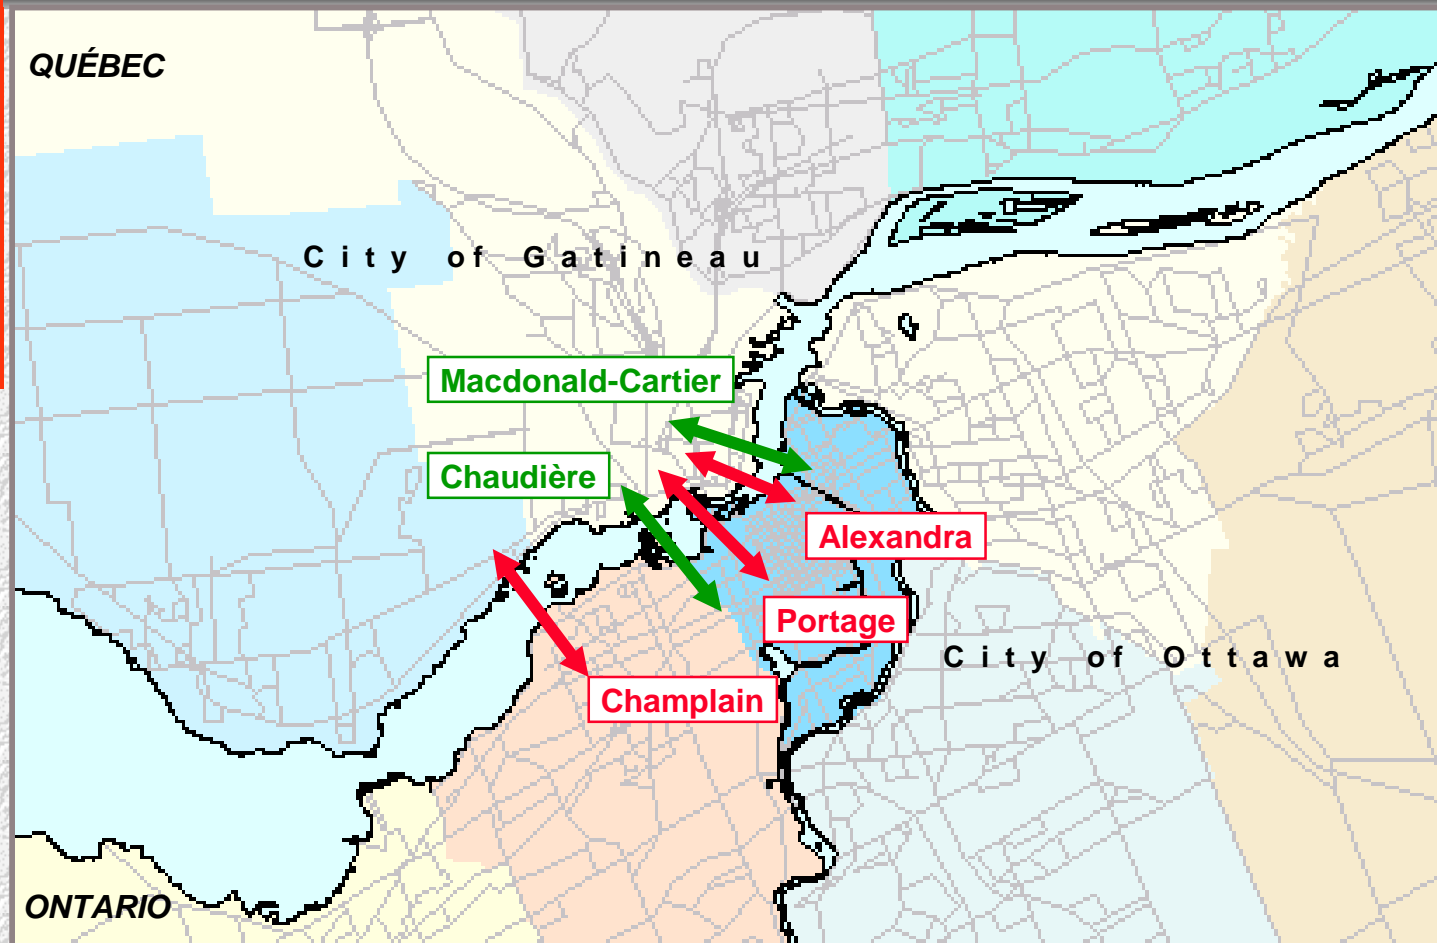 QUÉBEC
City of Gatineau
Macdonald-Cartier
Chaudière
Alexandra
Portage
City of Ottawa
Champlain
ONTARIO